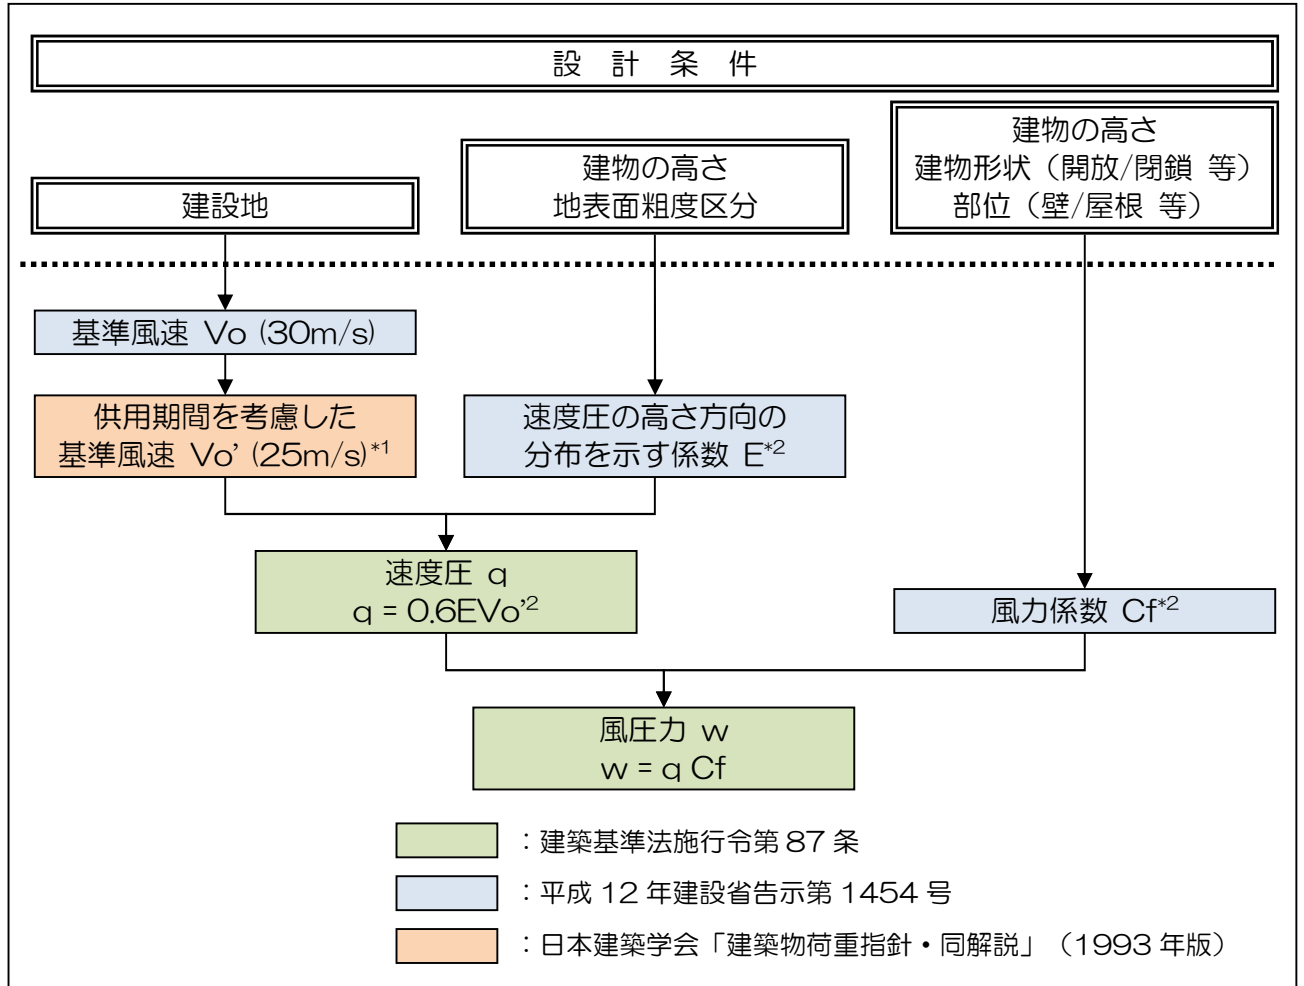 設 計 条 件
建設地
建物の高さ
地表面粗度区分
建物の高さ
建物形状（開放/閉鎖 等）
部位（壁/屋根 等）
基準風速 Vo (30m/s)
供用期間を考慮した
基準風速 Vo' (25m/s)*1
速度圧の高さ方向の
分布を示す係数 E*2
速度圧 q
q = 0.6EVo'2
風力係数 Cf*2
風圧力 w
w = q Cf
：建築基準法施行令第 87 条
：平成 12 年建設省告示第 1454 号
：日本建築学会「建築物荷重指針・同解説」（1993 年版）